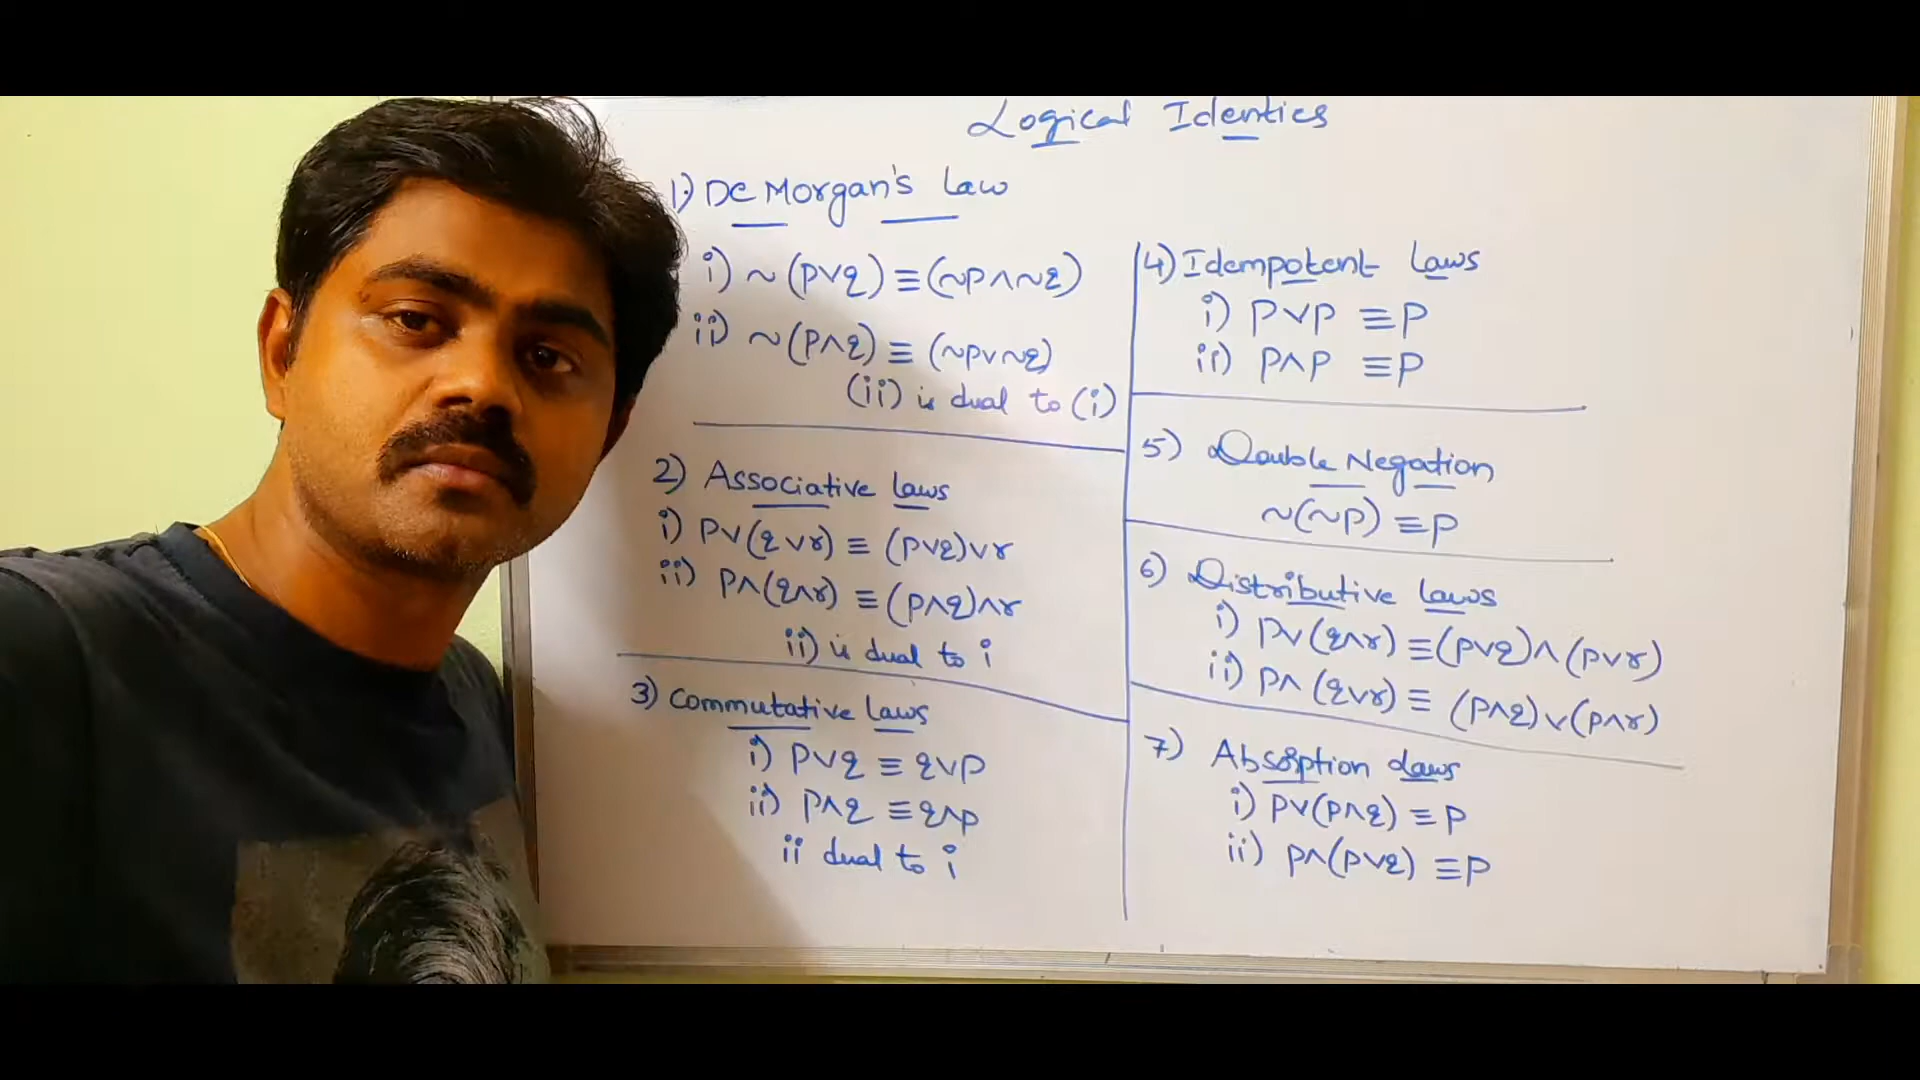 Logical Identies
1) De Morgan's Law
i) ~(p∨q) ≡ (~p∧~q)
ii) ~(p∧q) ≡ (~p∨~q)
(ii) is dual to (i)
2) Associative Laws
i) p∨(q∨r) ≡ (p∨q)∨r
ii) p∧(q∧r) ≡ (p∧q)∧r
ii) is dual to i
3) Commutative Laws
i) p∨q ≡ q∨p
ii) p∧q ≡ q∧p
ii dual to i
4) Idempotent Laws
i) p∨p ≡ p
ii) p∧p ≡ p
5) Double Negation
~(~p) ≡ p
6) Distributive Laws
i) p∨(q∧r) ≡ (p∨q)∧(p∨r)
ii) p∧(q∨r) ≡ (p∧q)∨(p∧r)
7) Absorption Laws
i) p∨(p∧q) ≡ p
ii) p∧(p∨q) ≡ p